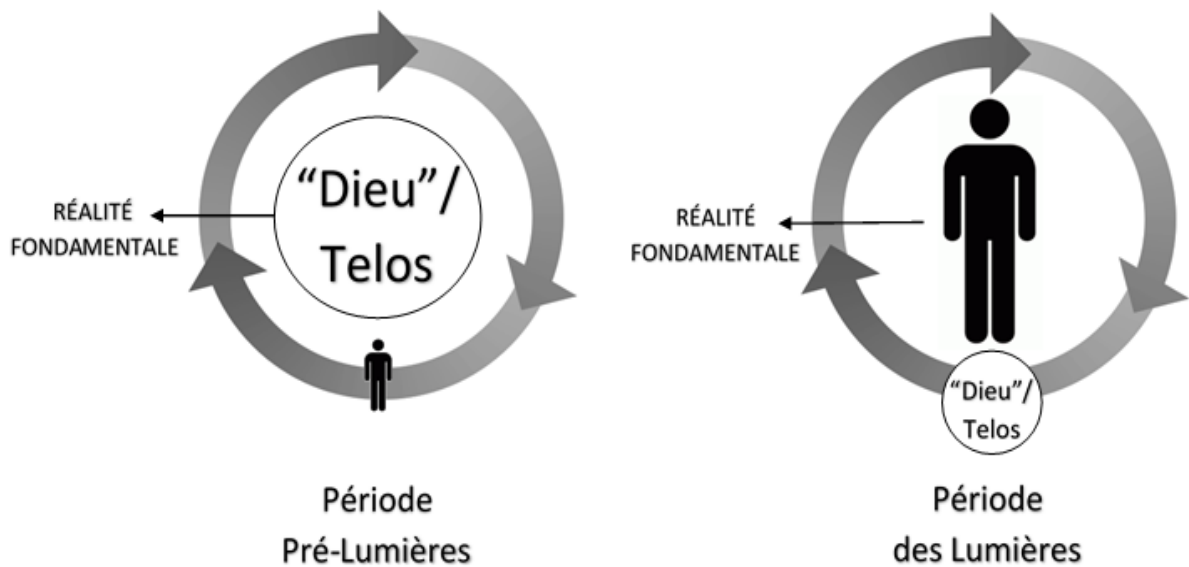 “Dieu”/
Telos
RÉALITÉ
FONDAMENTALE
Période
Pré-Lumières
RÉALITÉ
FONDAMENTALE
“Dieu”/
Telos
Période
des Lumières